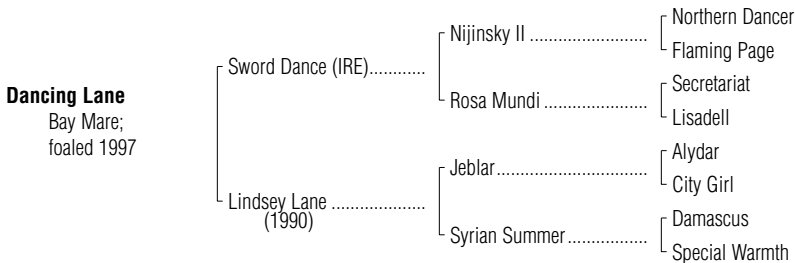 Dancing Lane
Bay Mare;
foaled 1997
Sword Dance (IRE)............
Lindsey Lane ....................
(1990)
Nijinsky II .........................
Rosa Mundi ......................
Jeblar................................
Syrian Summer.................
Northern Dancer
Flaming Page
Secretariat
Lisadell
Alydar
City Girl
Damascus
Special Warmth